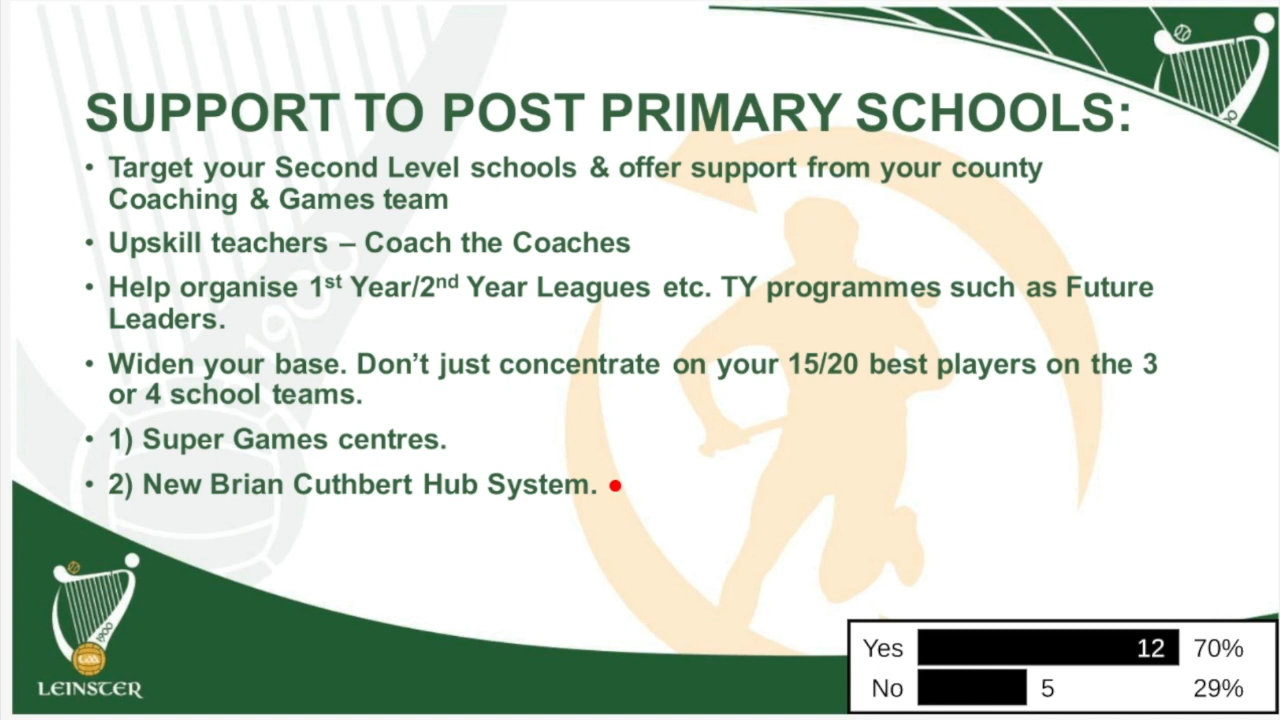 SUPPORT TO POST PRIMARY SCHOOLS:
• Target your Second Level schools & offer support from your county
Coaching & Games team
• Upskill teachers – Coach the Coaches
• Help organise 1st Year/2nd Year Leagues etc. TY programmes such as Future
Leaders.
• Widen your base. Don’t just concentrate on your 15/20 best players on the 3
or 4 school teams.
• 1) Super Games centres.
• 2) New Brian Cuthbert Hub System.
1900
1900
GAA
LEINSTER
Yes 12 70%
No 5 29%